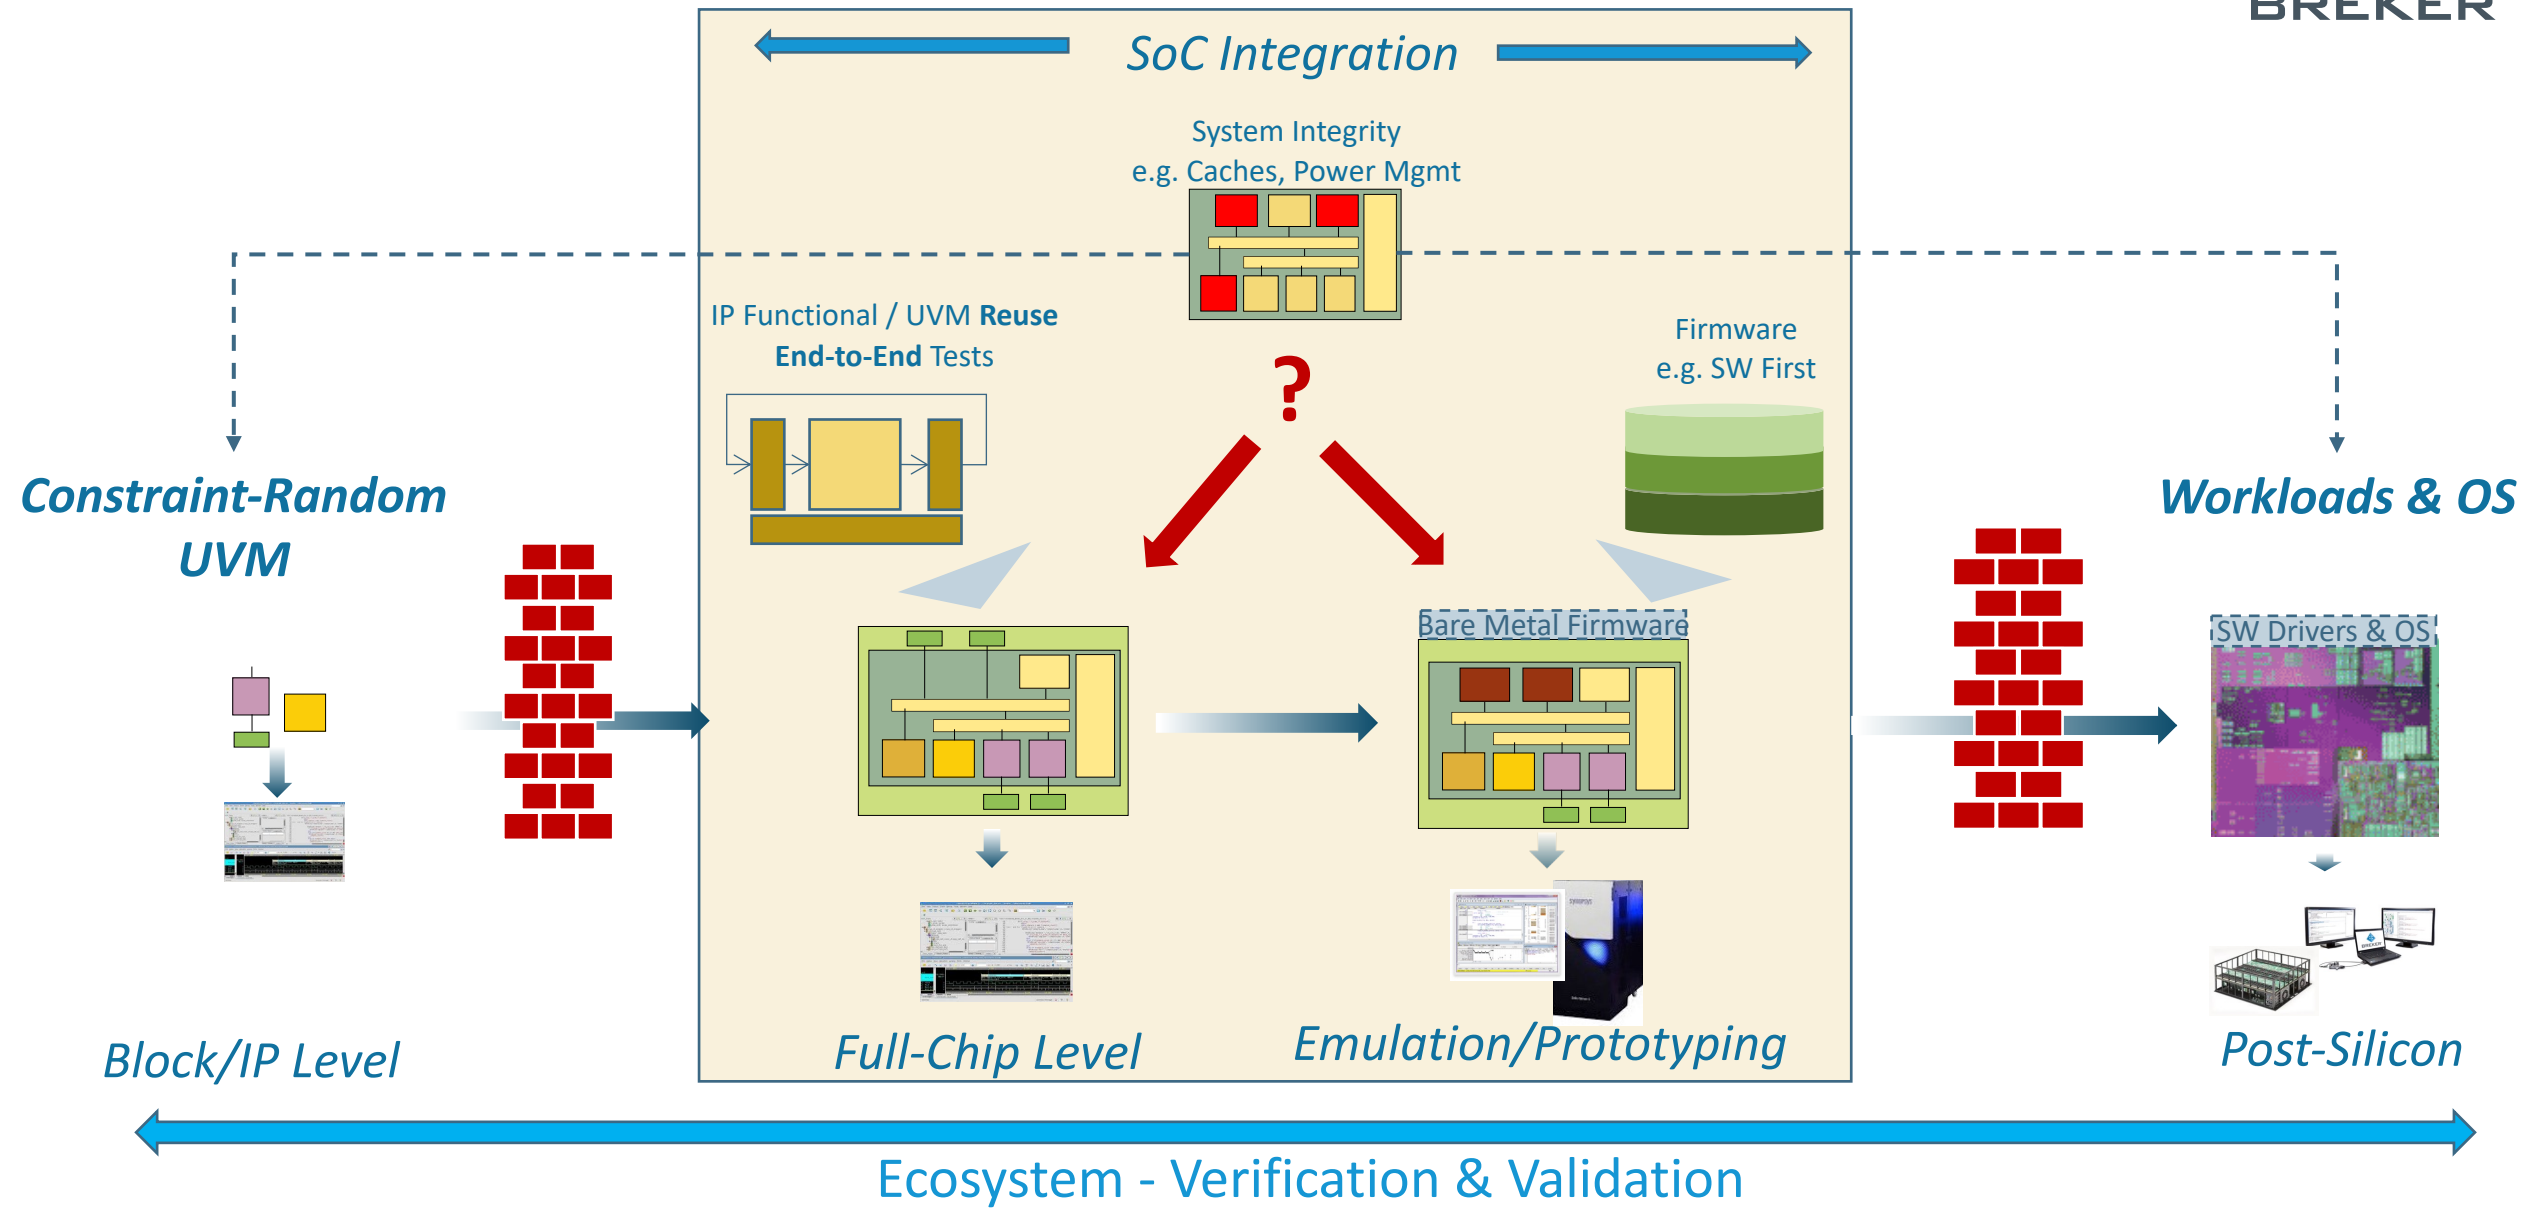 BREKER
SoC Integration
System Integrity
e.g. Caches, Power Mgmt
IP Functional / UVM Reuse
End-to-End Tests
Firmware
e.g. SW First
?
Constraint-Random
UVM
Workloads & OS
Bare Metal Firmware
SW Drivers & OS
BREKER
Block/IP Level
Full-Chip Level
Emulation/Prototyping
Post-Silicon
Ecosystem - Verification & Validation